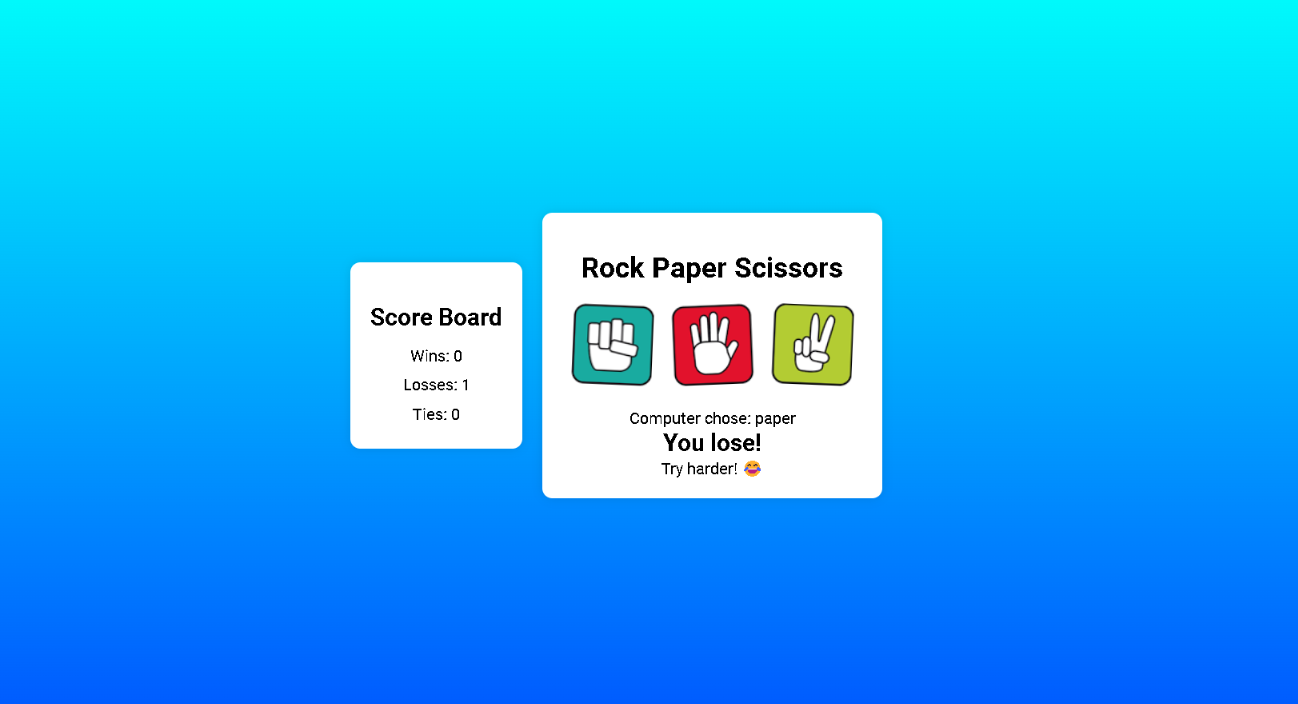 Score Board
Wins: 0
Losses: 1
Ties: 0
Rock Paper Scissors
Computer chose: paper
You lose!
Try harder! 😂